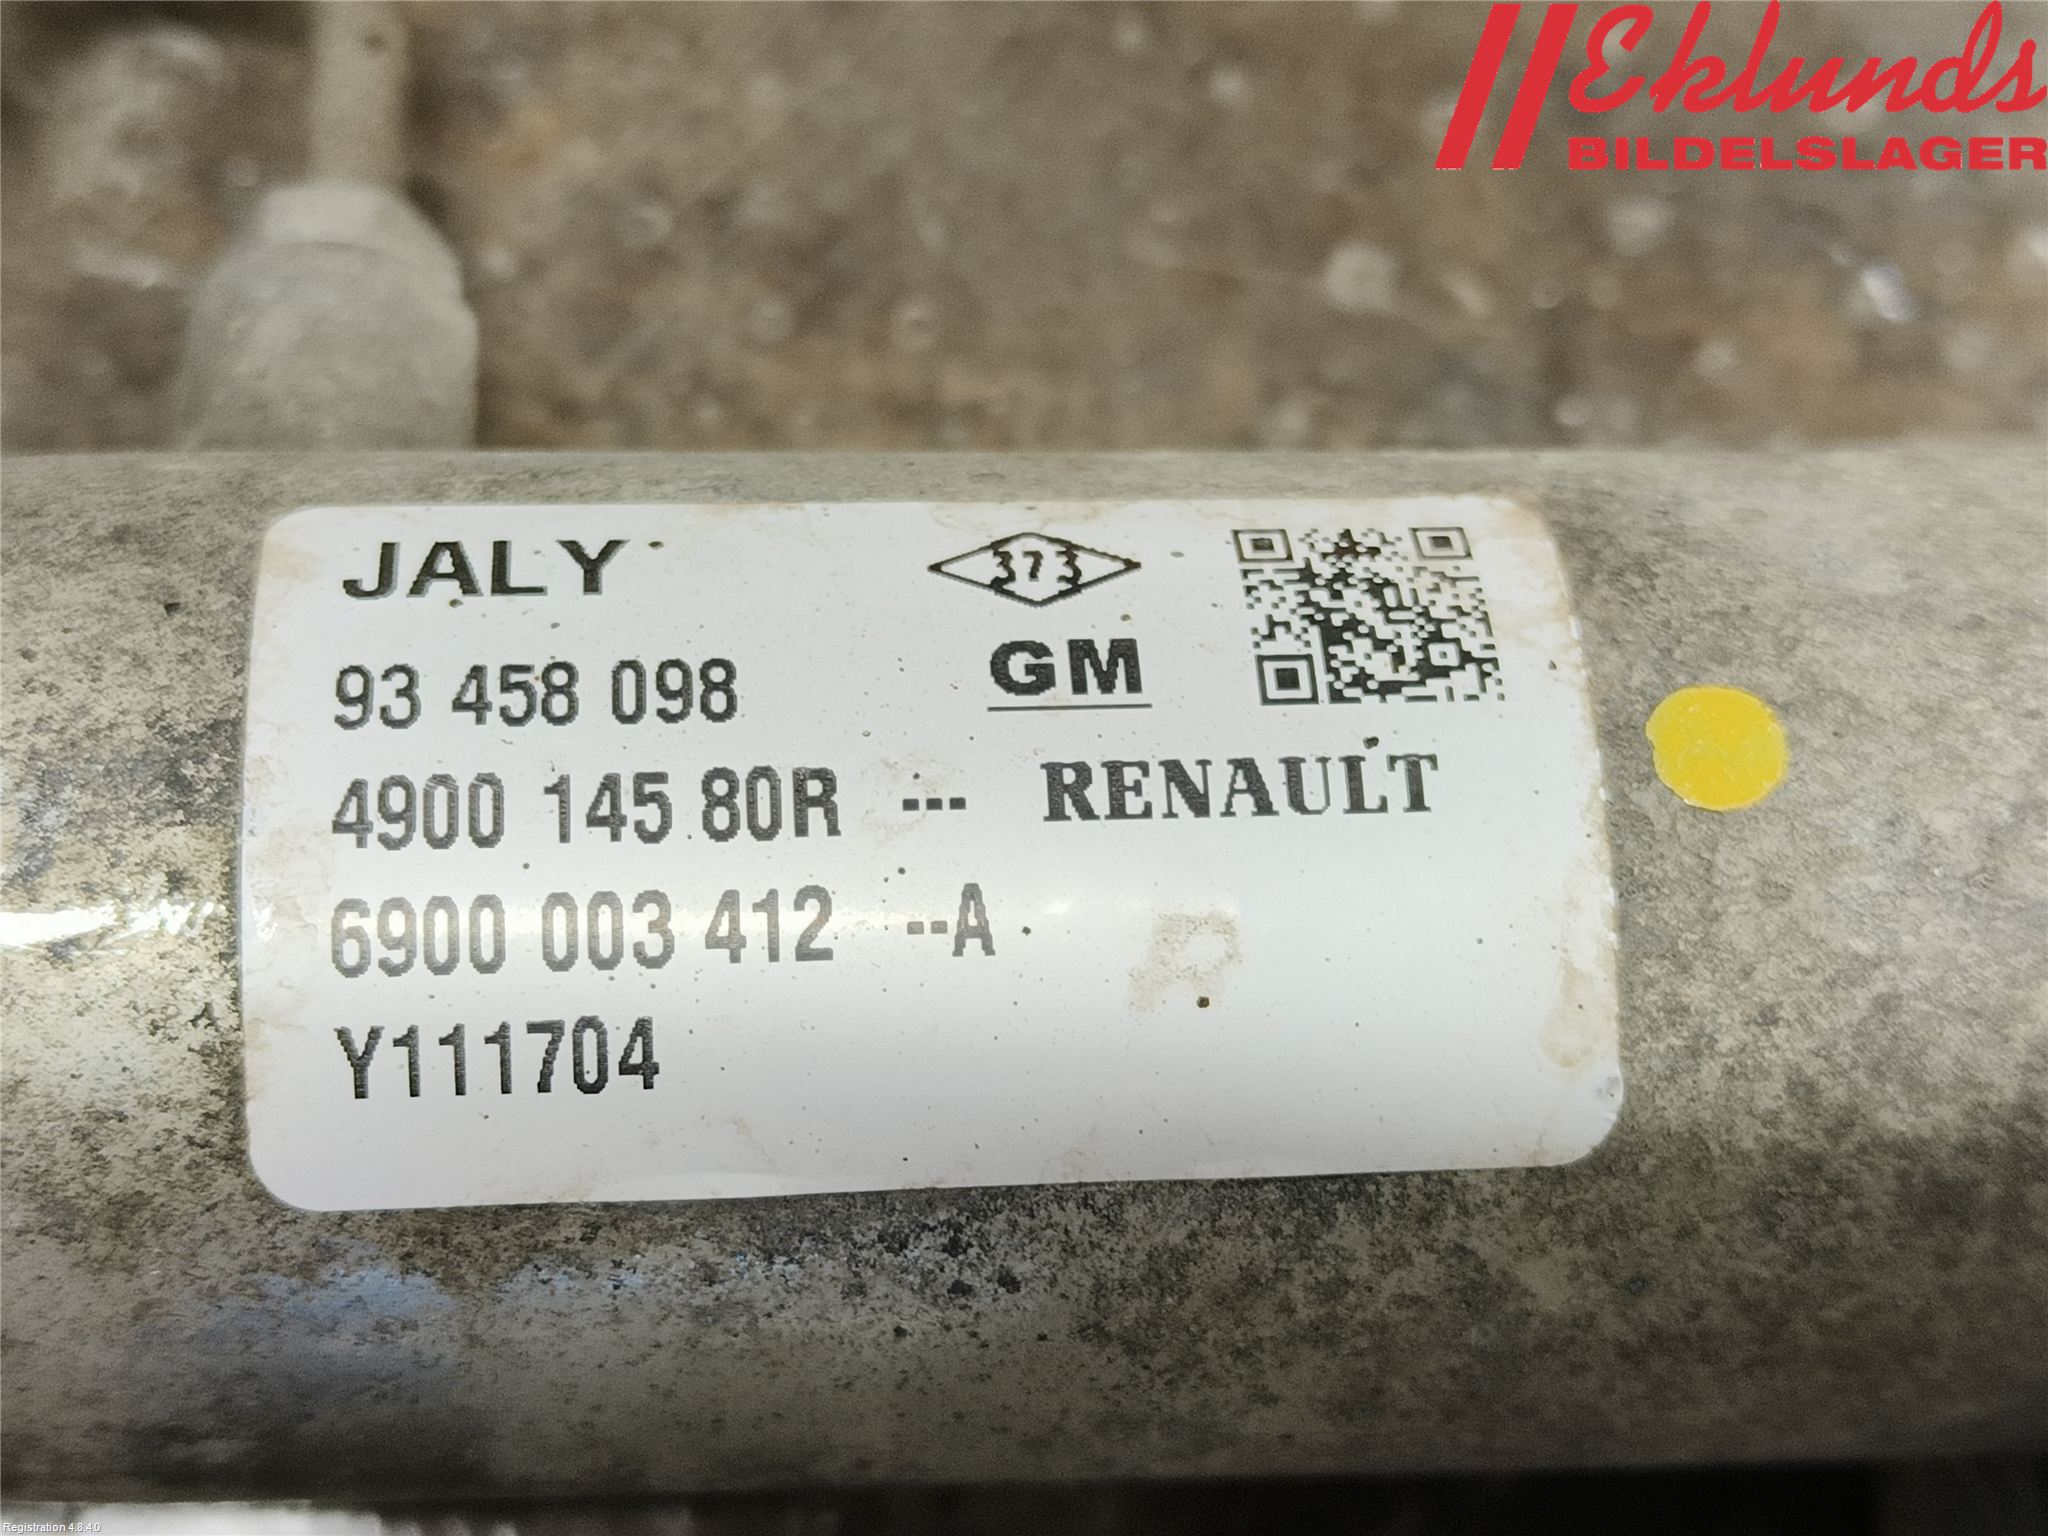 Eklunds
BILDELSLAGER
JALY
373
93 458 098
GM
4900 145 80R --- RENAULT
6900 003 412 --A
Y111704
Registration 4.8.4.0